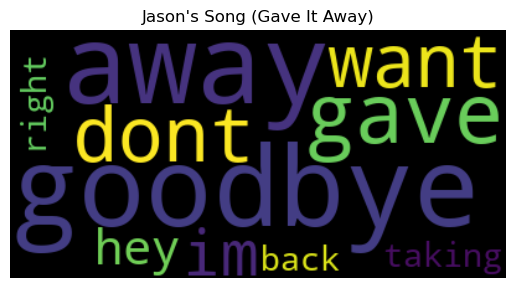 Jason's Song (Gave It Away)
right away want
dont gave
goodbye
hey im back taking